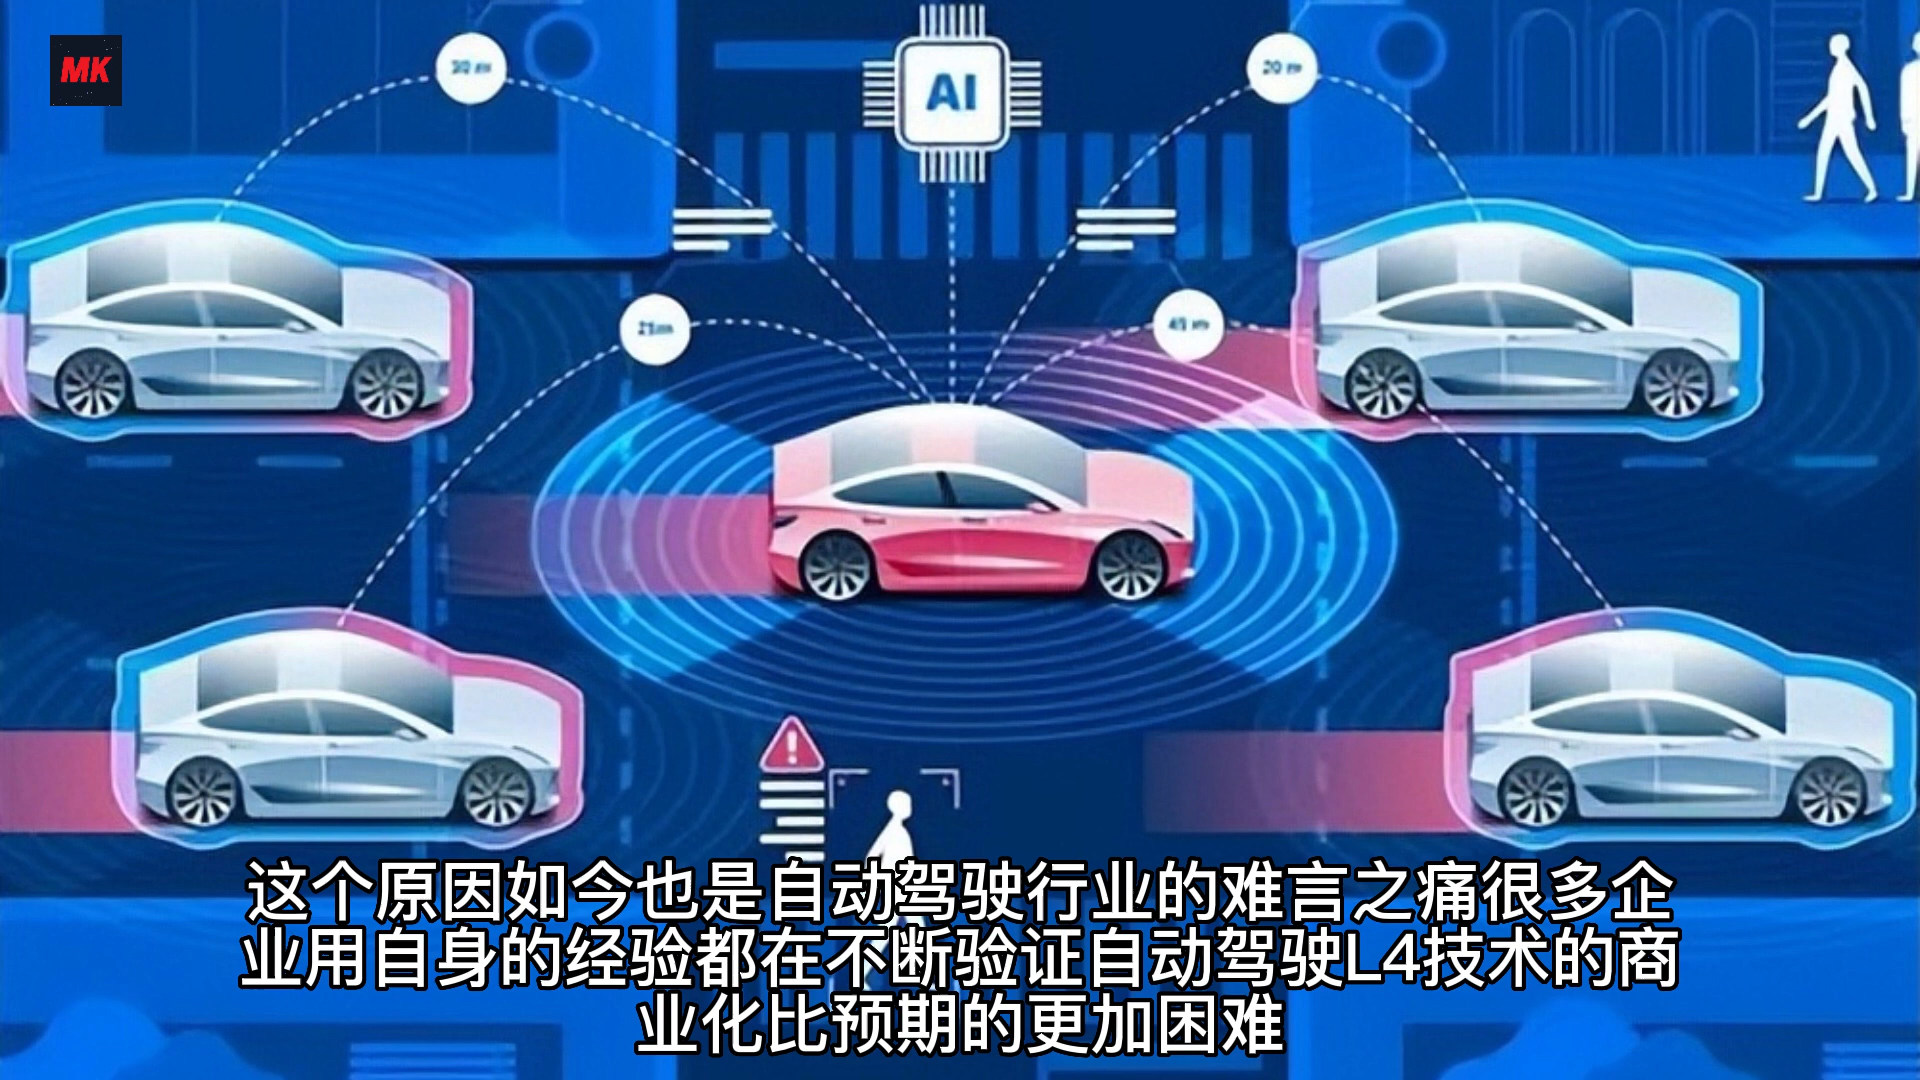 MK
AI
这个原因如今也是自动驾驶行业的难言之痛很多企
业用自身的经验都在不断验证自动驾驶L4技术的商
业化比预期的更加困难